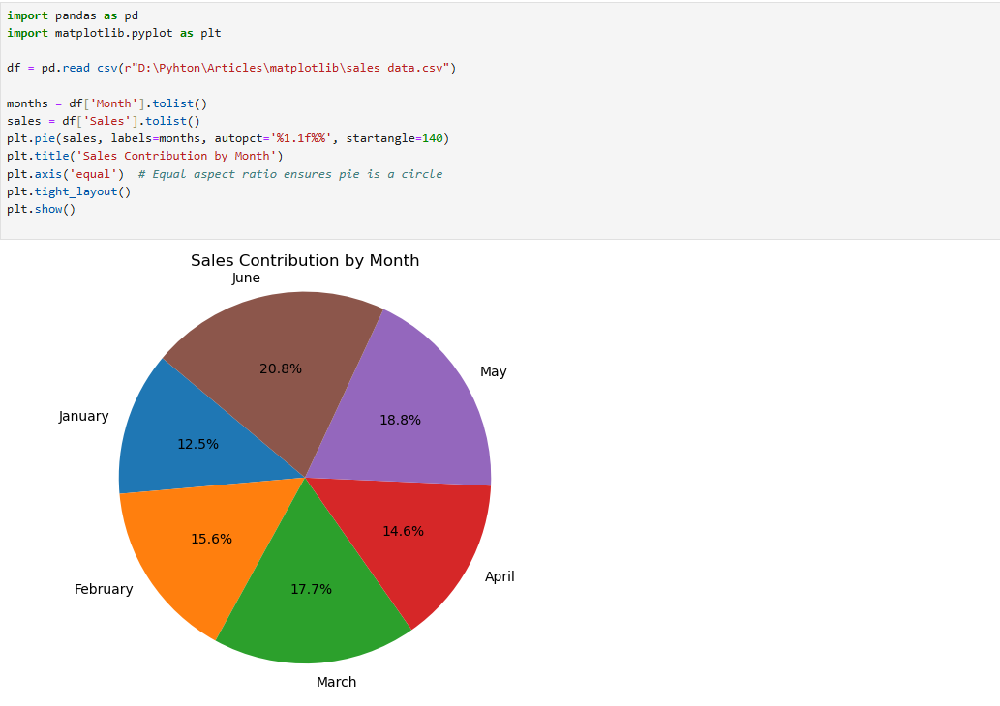 import pandas as pd
import matplotlib.pyplot as plt
df = pd.read_csv(r"D:\Pyhton\Articles\matplotlib\sales_data.csv")
months = df['Month'].tolist()
sales = df['Sales'].tolist()
plt.pie(sales, labels=months, autopct='%1.1f%%', startangle=140)
plt.title('Sales Contribution by Month')
plt.axis('equal')  # Equal aspect ratio ensures pie is a circle
plt.tight_layout()
plt.show()
Sales Contribution by Month
June
20.8%
May
18.8%
January
12.5%
15.6%
14.6%
April
February
17.7%
March